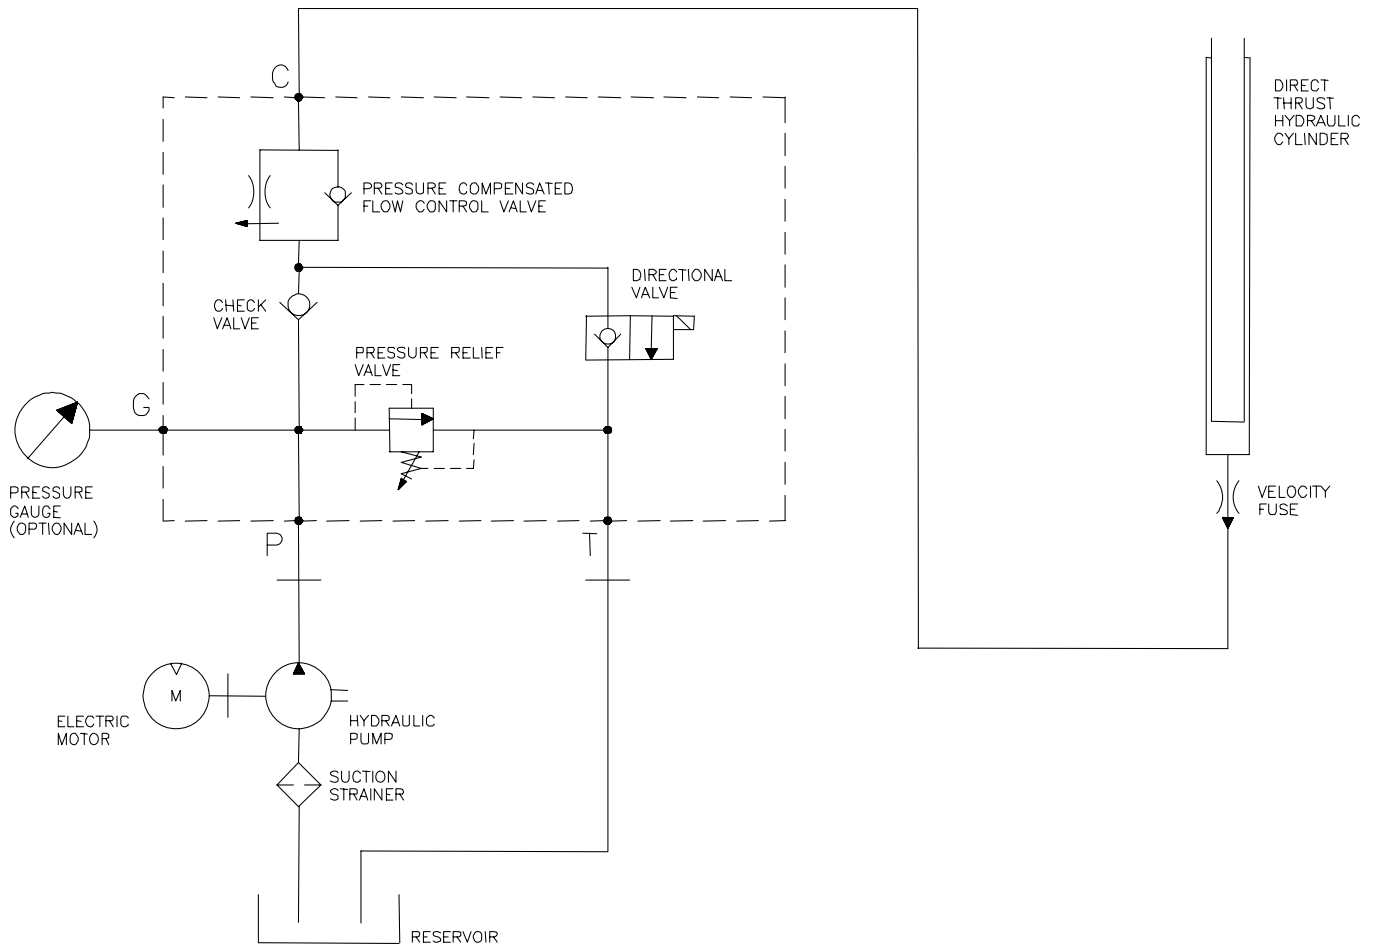 C
DIRECT
THRUST
HYDRAULIC
CYLINDER
PRESSURE COMPENSATED
FLOW CONTROL VALVE
DIRECTIONAL
VALVE
CHECK
VALVE
PRESSURE RELIEF
VALVE
G
PRESSURE
GAUGE
(OPTIONAL)
VELOCITY
FUSE
P
T
M
ELECTRIC
MOTOR
HYDRAULIC
PUMP
SUCTION
STRAINER
RESERVOIR